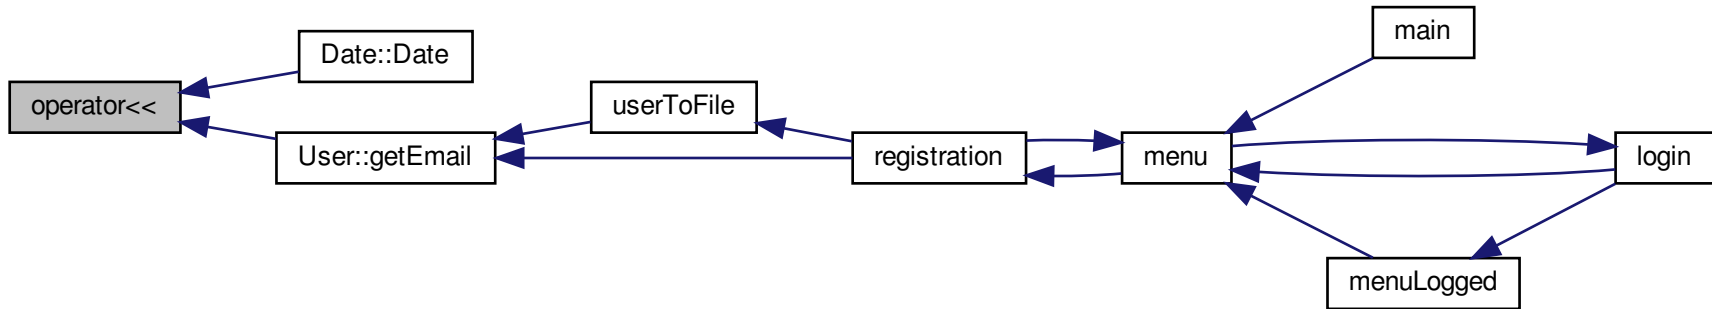 operator<<
Date::Date
User::getEmail
userToFile
registration
menu
main
login
menuLogged